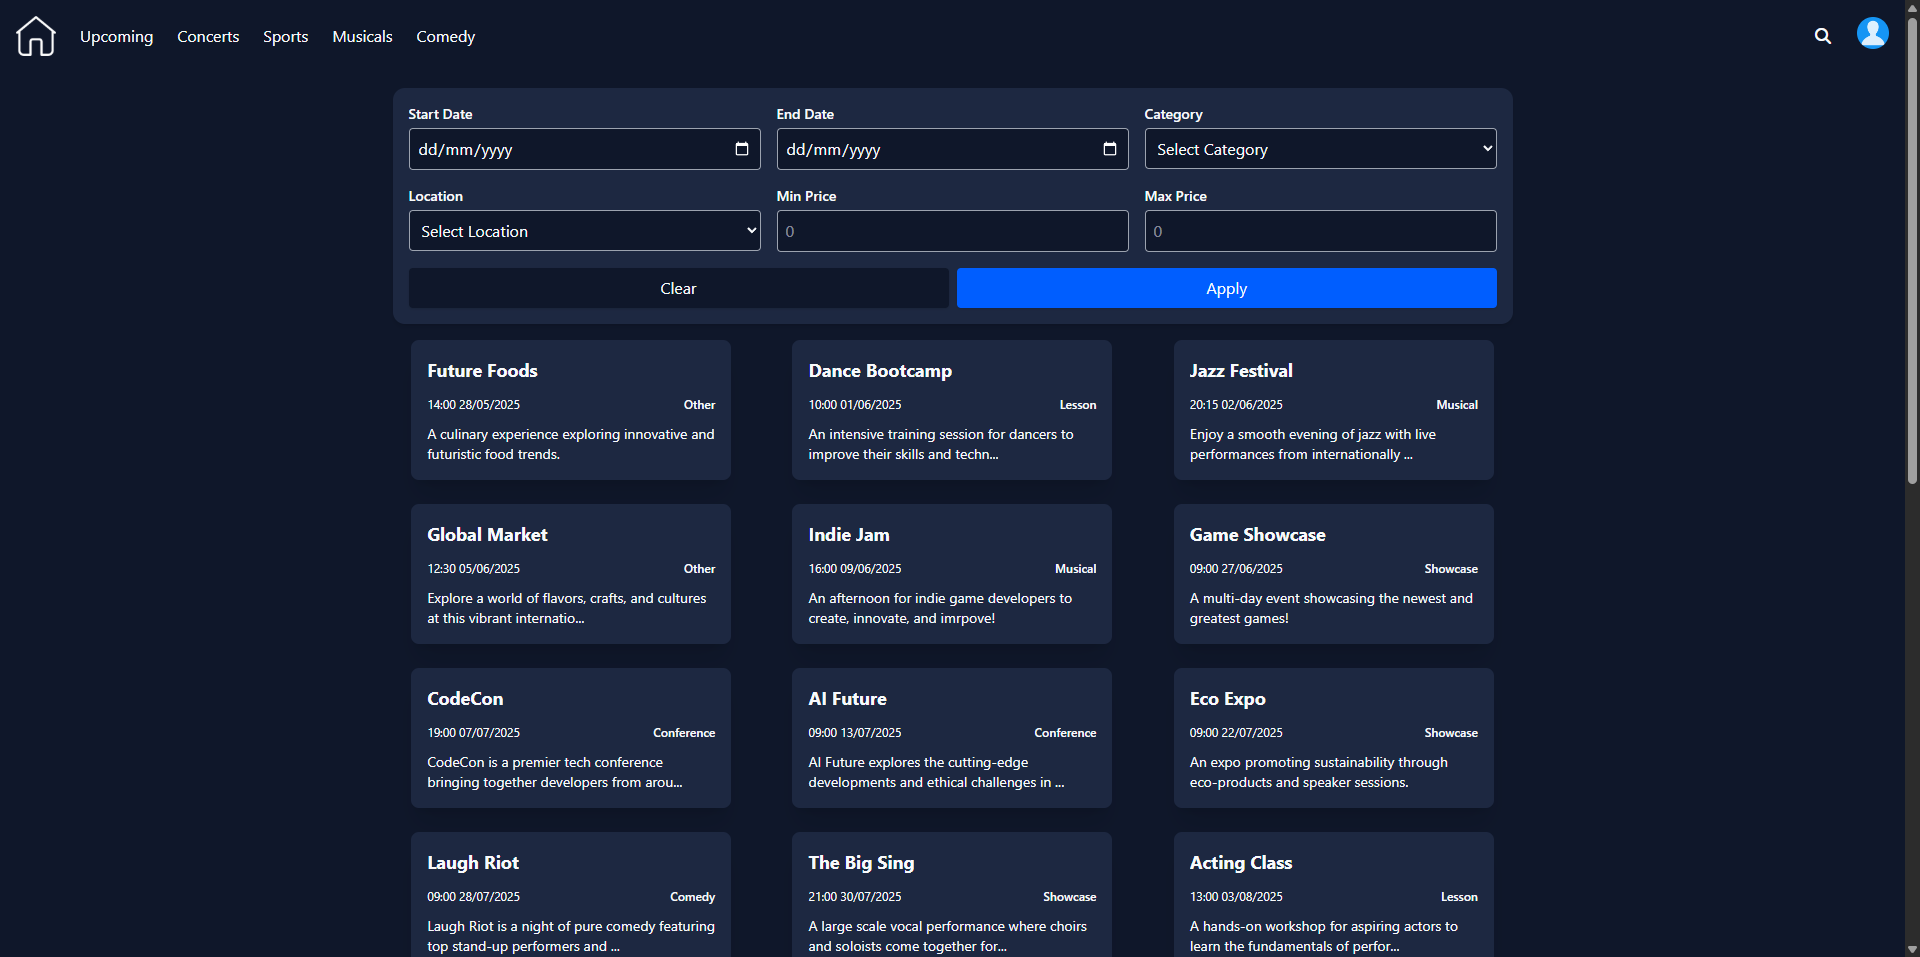 Upcoming Concerts Sports Musicals Comedy
Start Date End Date Category
dd/mm/yyyy dd/mm/yyyy Select Category
Location Min Price Max Price
Select Location 0 0
Clear Apply
Future Foods
14:00 28/05/2025 Other
A culinary experience exploring innovative and
futuristic food trends.
Dance Bootcamp
10:00 01/06/2025 Lesson
An intensive training session for dancers to
improve their skills and techn...
Jazz Festival
20:15 02/06/2025 Musical
Enjoy a smooth evening of jazz with live
performances from internationally ...
Global Market
12:30 05/06/2025 Other
Explore a world of flavors, crafts, and cultures
at this vibrant internatio...
Indie Jam
16:00 09/06/2025 Musical
An afternoon for indie game developers to
create, innovate, and imrpove!
Game Showcase
09:00 27/06/2025 Showcase
A multi-day event showcasing the newest and
greatest games!
CodeCon
19:00 07/07/2025 Conference
CodeCon is a premier tech conference
bringing together developers from arou...
AI Future
09:00 13/07/2025 Conference
AI Future explores the cutting-edge
developments and ethical challenges in ...
Eco Expo
09:00 22/07/2025 Showcase
An expo promoting sustainability through
eco-products and speaker sessions.
Laugh Riot
09:00 28/07/2025 Comedy
Laugh Riot is a night of pure comedy featuring
top stand-up performers and ...
The Big Sing
21:00 30/07/2025 Showcase
A large scale vocal performance where choirs
and soloists come together for...
Acting Class
13:00 03/08/2025 Lesson
A hands-on workshop for aspiring actors to
learn the fundamentals of perfor...